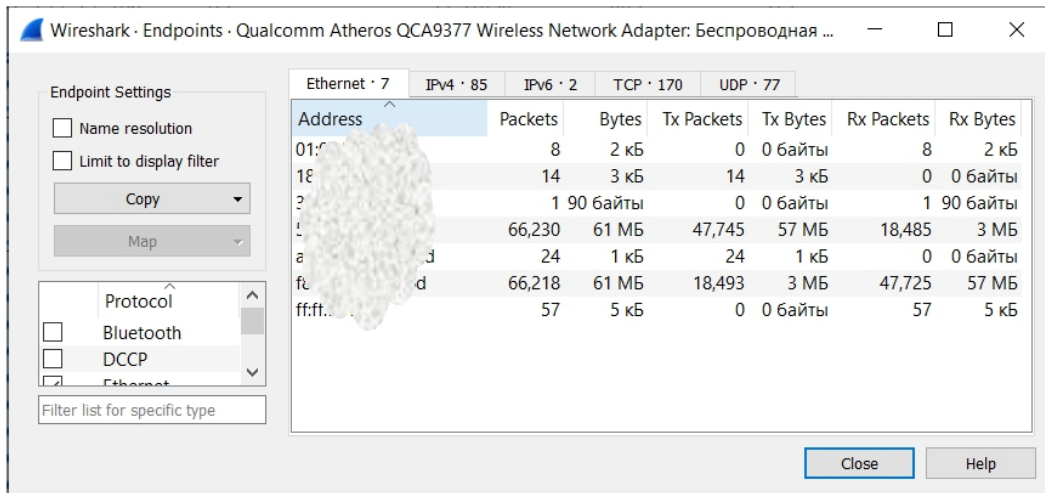 Wireshark · Endpoints · Qualcomm Atheros QCA9377 Wireless Network Adapter: Беспроводная ...
Endpoint Settings
Name resolution
Limit to display filter
Copy
Map
Protocol
Bluetooth
DCCP
Ethernet
Filter list for specific type
Ethernet · 7 IPv4 · 85 IPv6 · 2 TCP · 170 UDP · 77
Address Packets Bytes Tx Packets Tx Bytes Rx Packets Rx Bytes
01: 8 2 кБ 0 0 байты 8 2 кБ
18 14 3 кБ 14 3 кБ 0 0 байты
3 1 90 байты 0 0 байты 1 90 байты
66,230 61 МБ 47,745 57 МБ 18,485 3 МБ
a d 24 1 кБ 24 1 кБ 0 0 байты
f8 d 66,218 61 МБ 18,493 3 МБ 47,725 57 МБ
ff:ff: 57 5 кБ 0 0 байты 57 5 кБ
Close Help